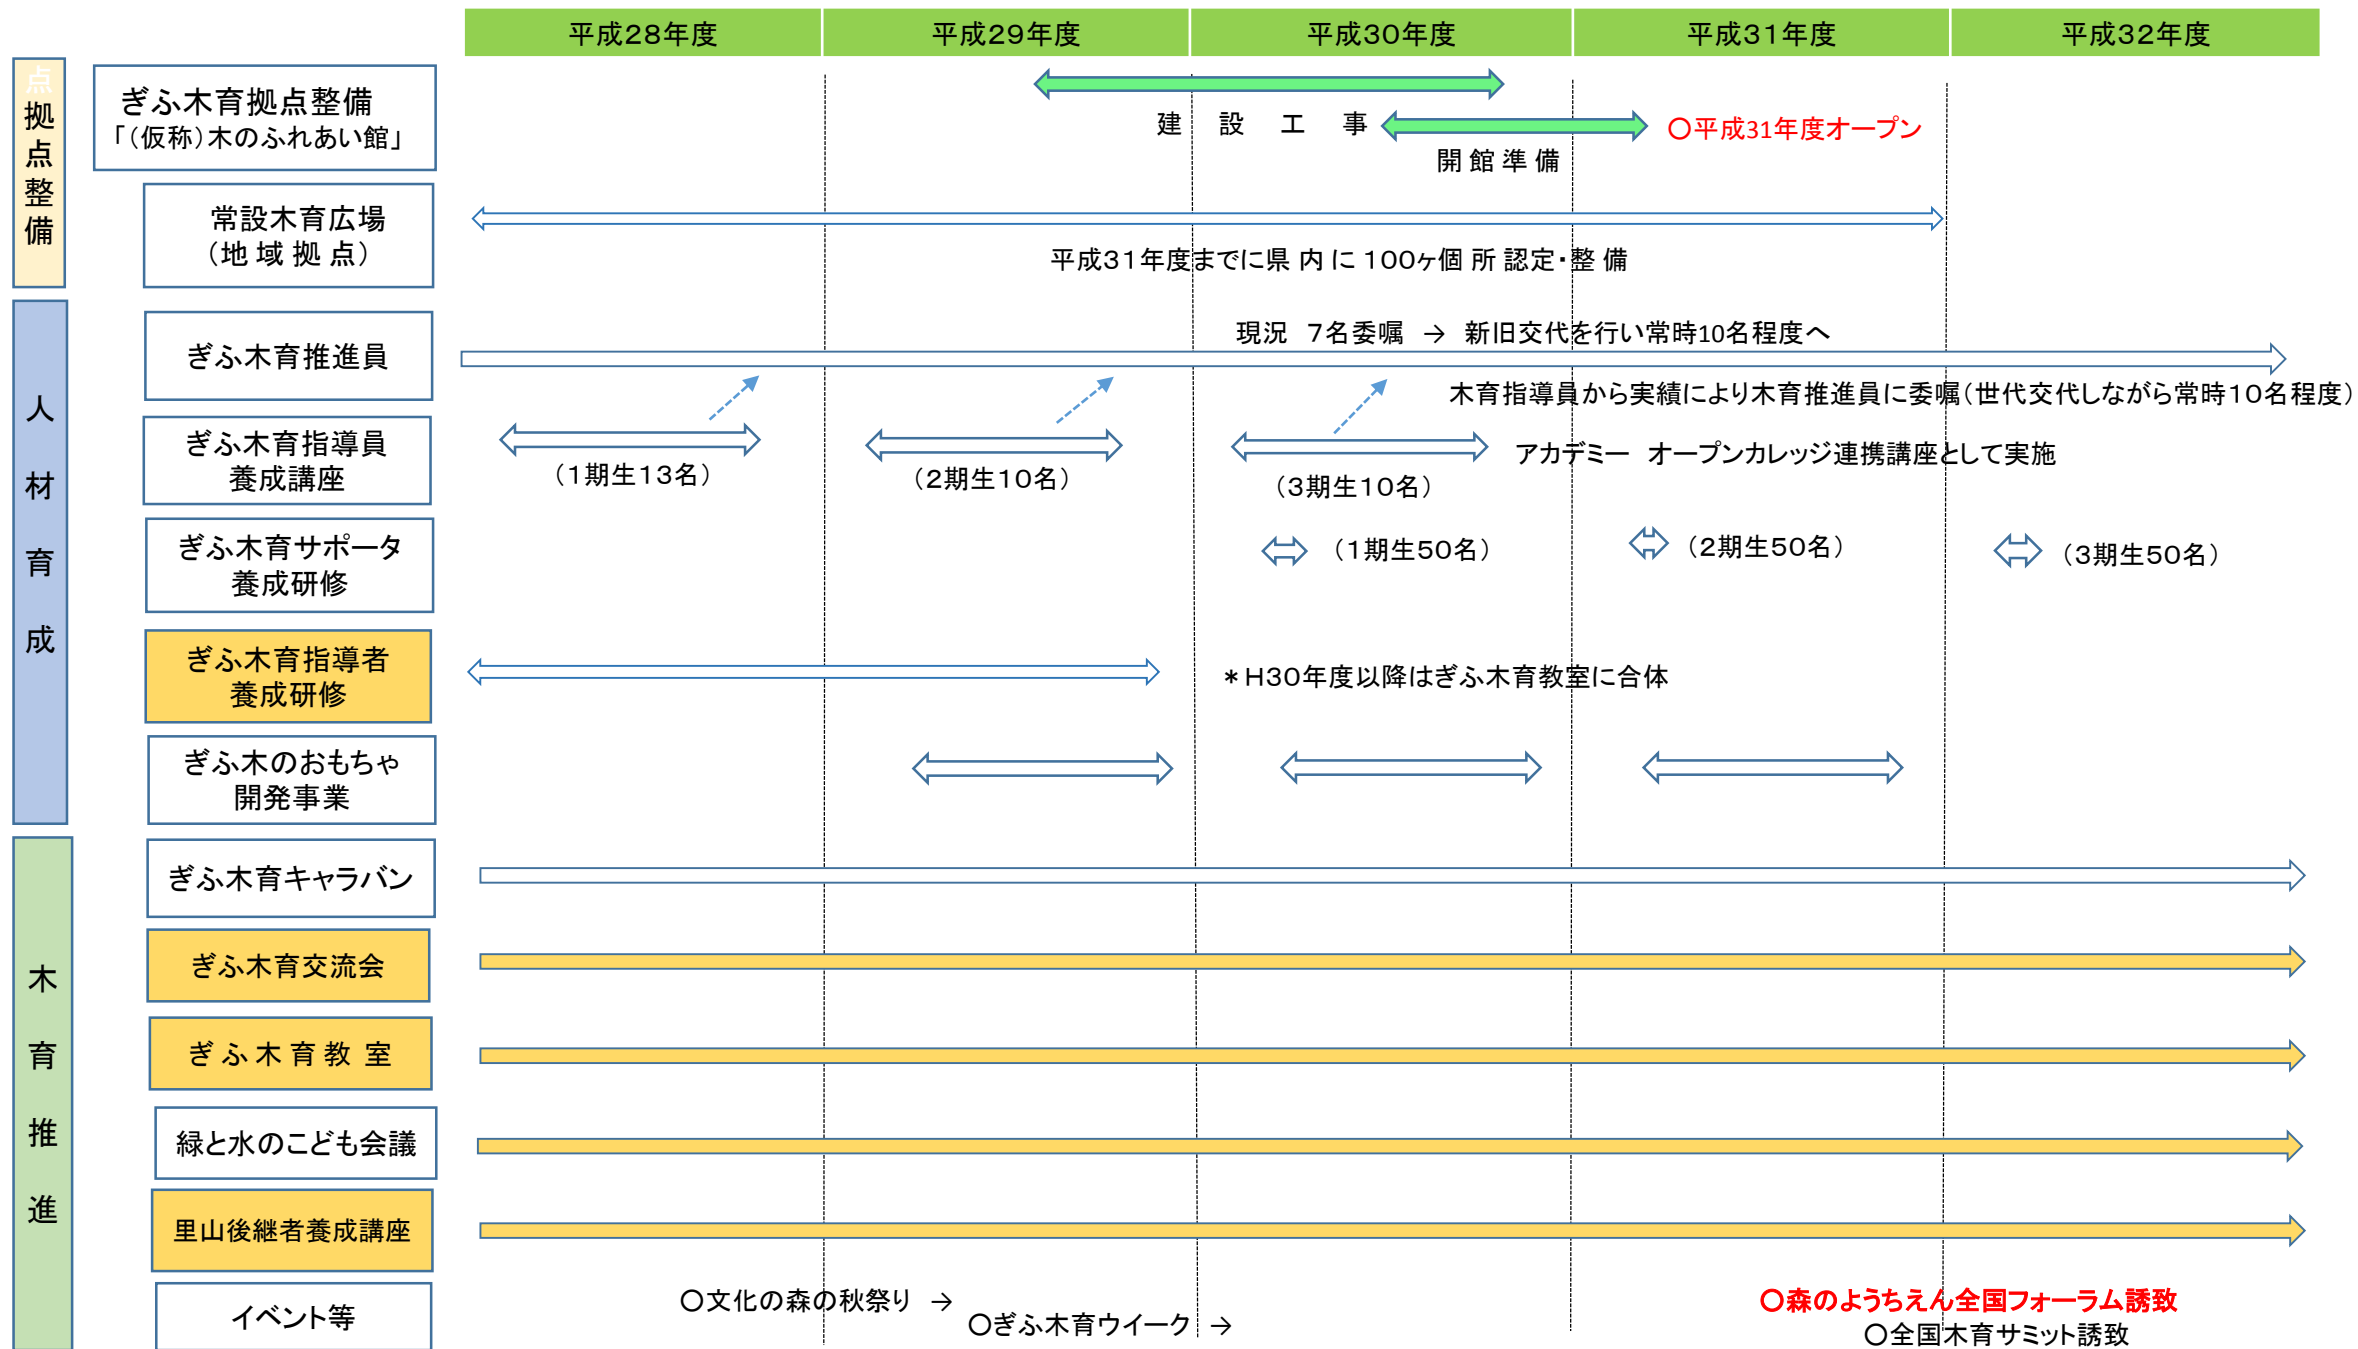 平成28年度
平成29年度
平成30年度
平成31年度
平成32年度
点
拠点整備
ぎふ木育拠点整備
「(仮称)木のふれあい館」
建 設 工 事
開 館 準 備
〇平成31年度オープン
常設木育広場
(地 域 拠 点)
平成31年度までに県 内 に 100ヶ個 所 認定・整 備
人材育成
ぎふ木育推進員
現況 7名委嘱 → 新旧交代を行い常時10名程度へ
木育指導員から実績により木育推進員に委嘱(世代交代しながら常時10名程度)
ぎふ木育指導員
養成講座
(1期生13名)
(2期生10名)
(3期生10名)
アカデミー オープンカレッジ連携講座として実施
ぎふ木育サポータ
養成研修
(1期生50名)
(2期生50名)
(3期生50名)
ぎふ木育指導者
養成研修
*H30年度以降はぎふ木育教室に合体
ぎふ木のおもちゃ
開発事業
木育推進
ぎふ木育キャラバン
ぎふ木育交流会
ぎ ふ 木 育 教 室
緑と水のこども会議
里山後継者養成講座
イベント等
〇文化の森の秋祭り →
〇ぎふ木育ウイーク →
〇森のようちえん全国フォーラム誘致
〇全国木育サミット誘致